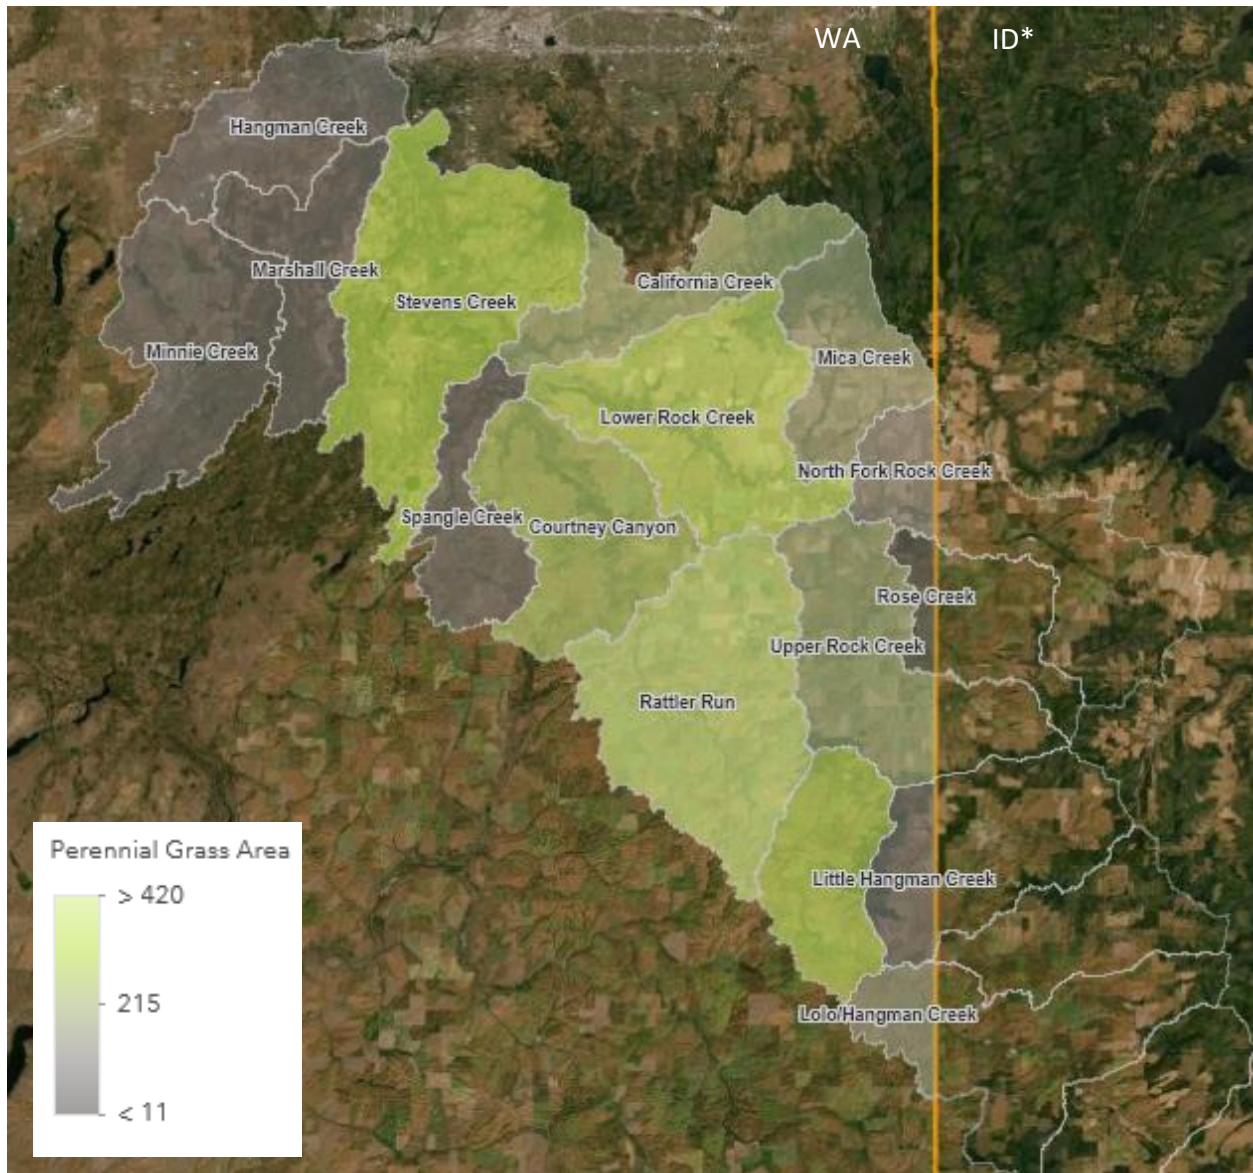 WA
ID*
Hangman Creek
Marshall Creek
Stevens Creek
California Creek
Minnie Creek
Mica Creek
Lower Rock Creek
North Fork Rock Creek
Spangle Creek
Courtney Canyon
Rose Creek
Upper Rock Creek
Rattler Run
Little Hangman Creek
Lolo/Hangman Creek
Perennial Grass Area
> 420
215
< 11